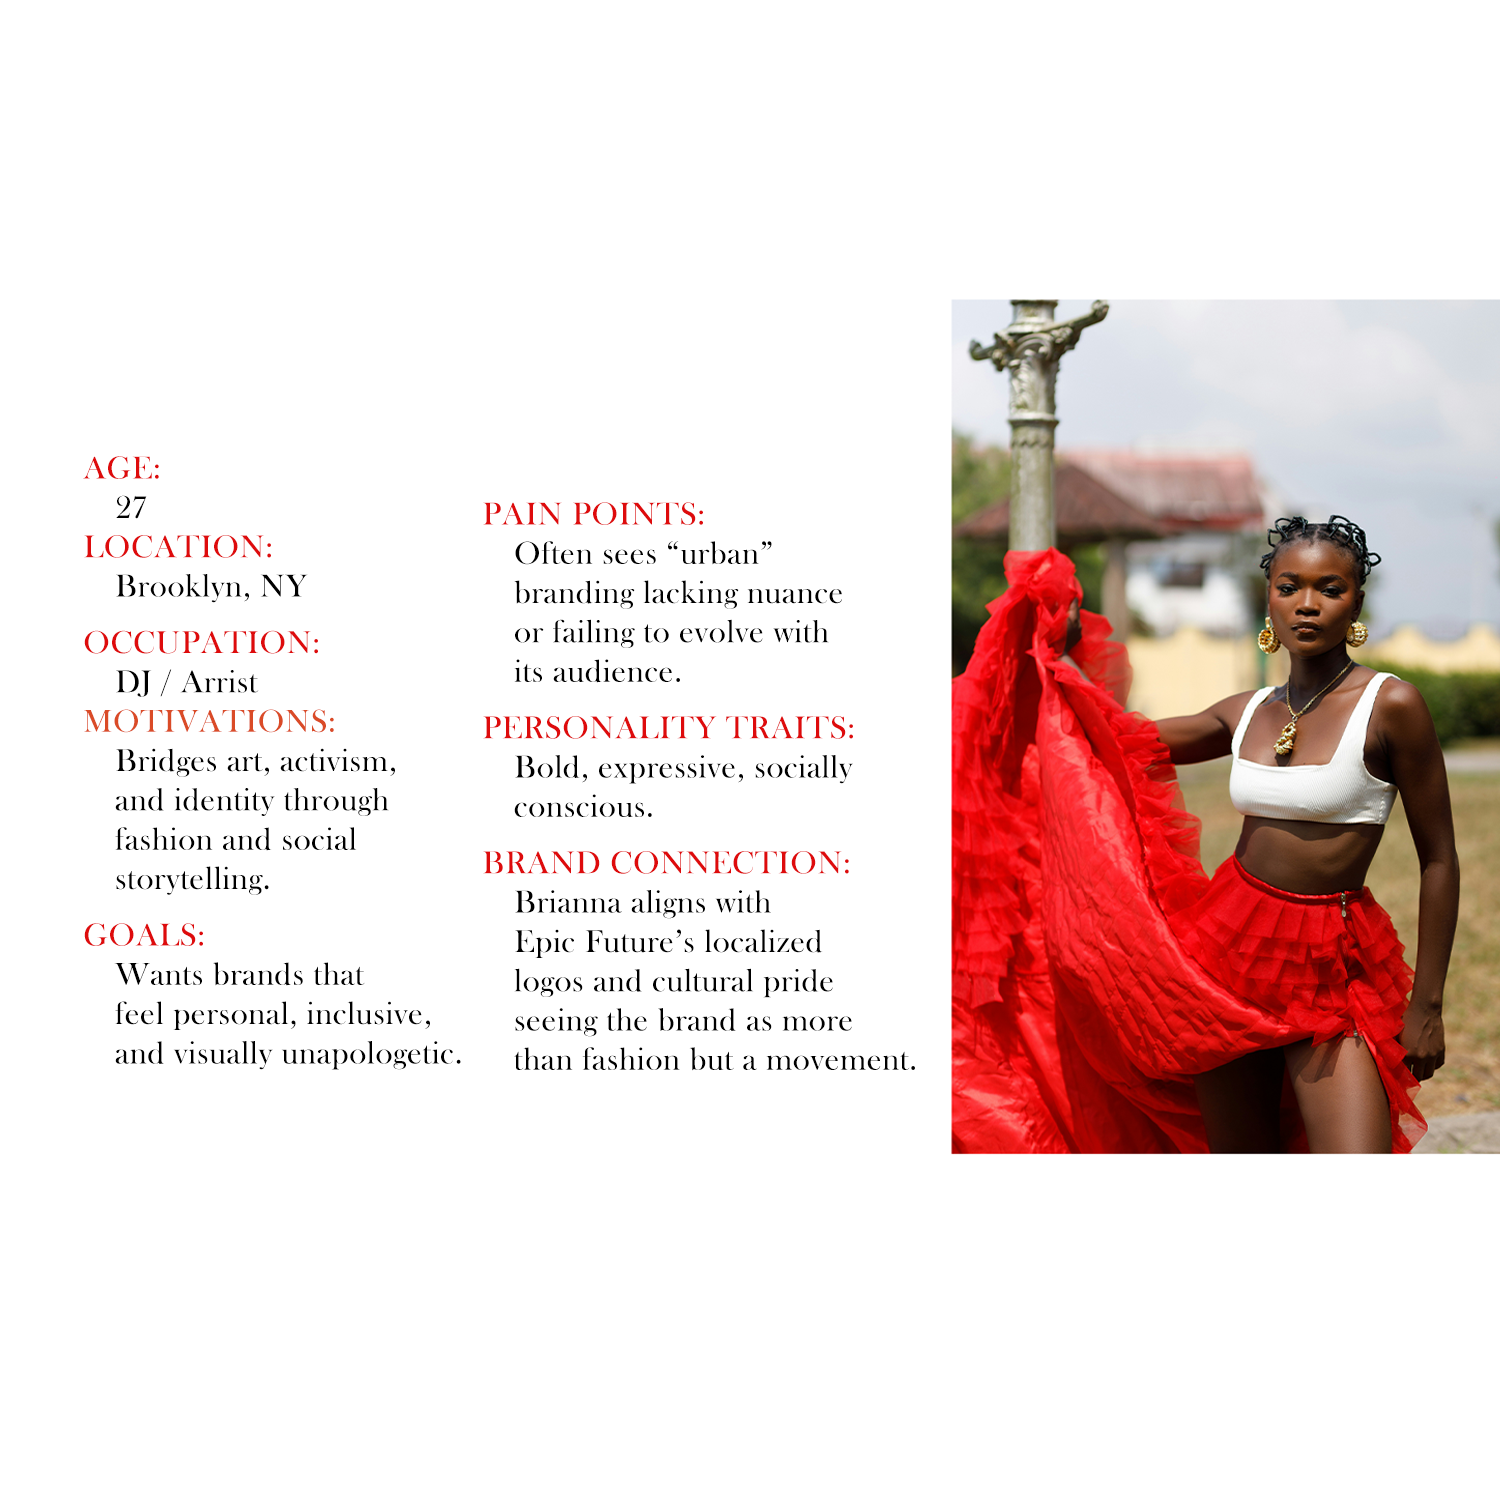 AGE:
27
LOCATION:
Brooklyn, NY
OCCUPATION:
DJ / Arrist
MOTIVATIONS:
Bridges art, activism,
and identity through
fashion and social
storytelling.
GOALS:
Wants brands that
feel personal, inclusive,
and visually unapologetic.
PAIN POINTS:
Often sees “urban”
branding lacking nuance
or failing to evolve with
its audience.
PERSONALITY TRAITS:
Bold, expressive, socially
conscious.
BRAND CONNECTION:
Brianna aligns with
Epic Future’s localized
logos and cultural pride
seeing the brand as more
than fashion but a movement.